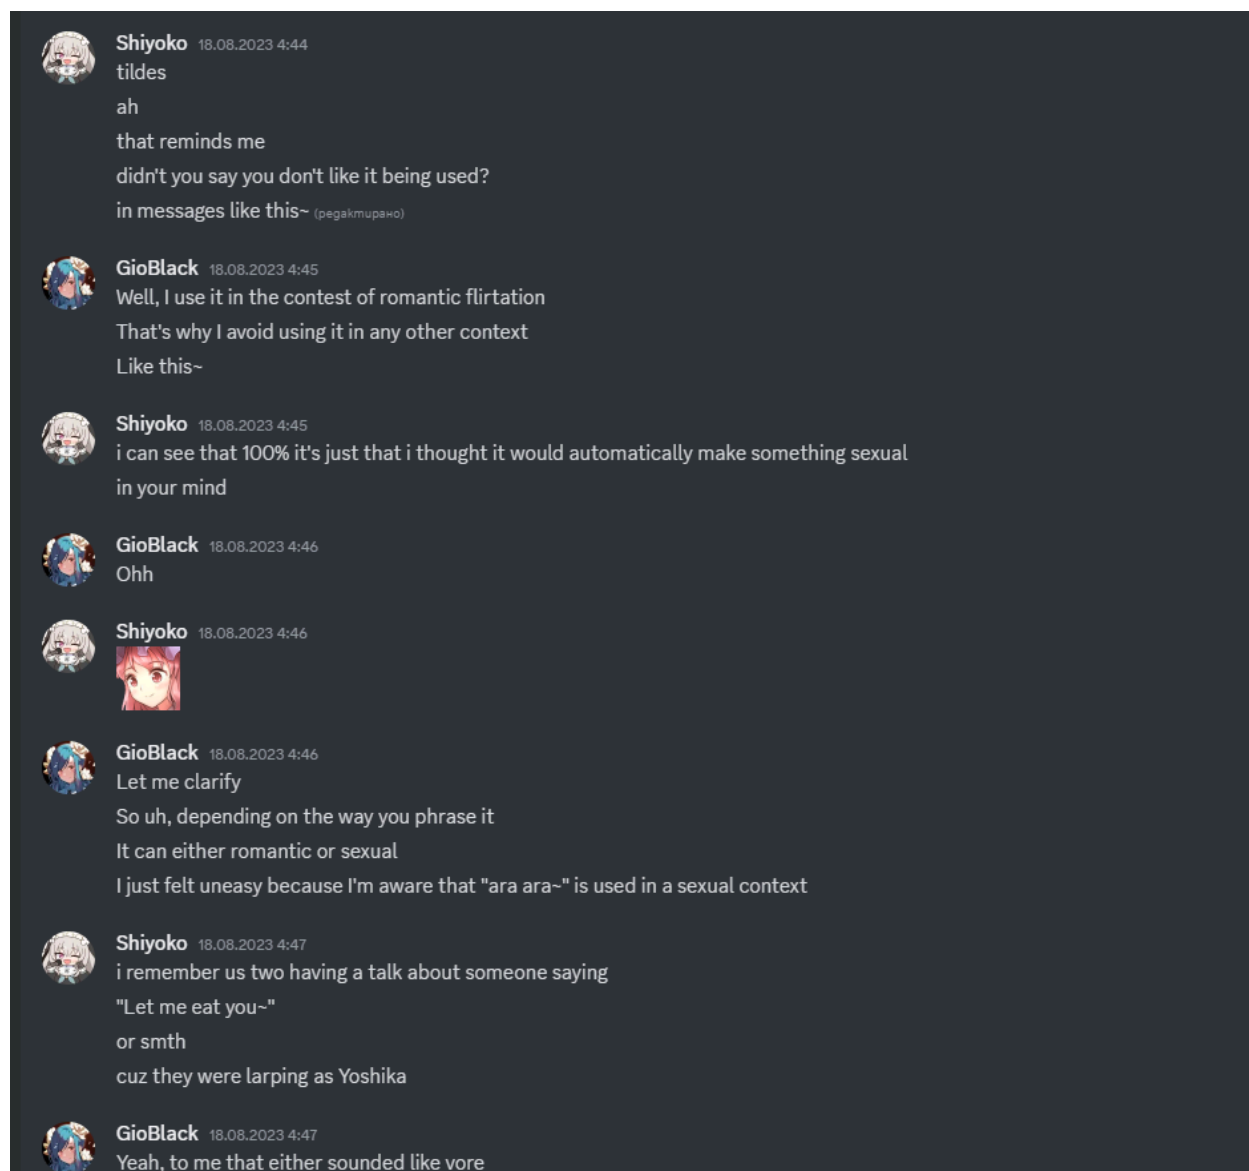 Shiyoko 18.08.2023 4:44
tildes
ah
that reminds me
didn't you say you don't like it being used?
in messages like this~ (редактирано)
GioBlack 18.08.2023 4:45
Well, I use it in the contest of romantic flirtation
That's why I avoid using it in any other context
Like this~
Shiyoko 18.08.2023 4:45
i can see that 100% it's just that i thought it would automatically make something sexual
in your mind
GioBlack 18.08.2023 4:46
Ohh
Shiyoko 18.08.2023 4:46
GioBlack 18.08.2023 4:46
Let me clarify
So uh, depending on the way you phrase it
It can either romantic or sexual
I just felt uneasy because I'm aware that "ara ara~" is used in a sexual context
Shiyoko 18.08.2023 4:47
i remember us two having a talk about someone saying
"Let me eat you~"
or smth
cuz they were larping as Yoshika
GioBlack 18.08.2023 4:47
Yeah, to me that either sounded like vore